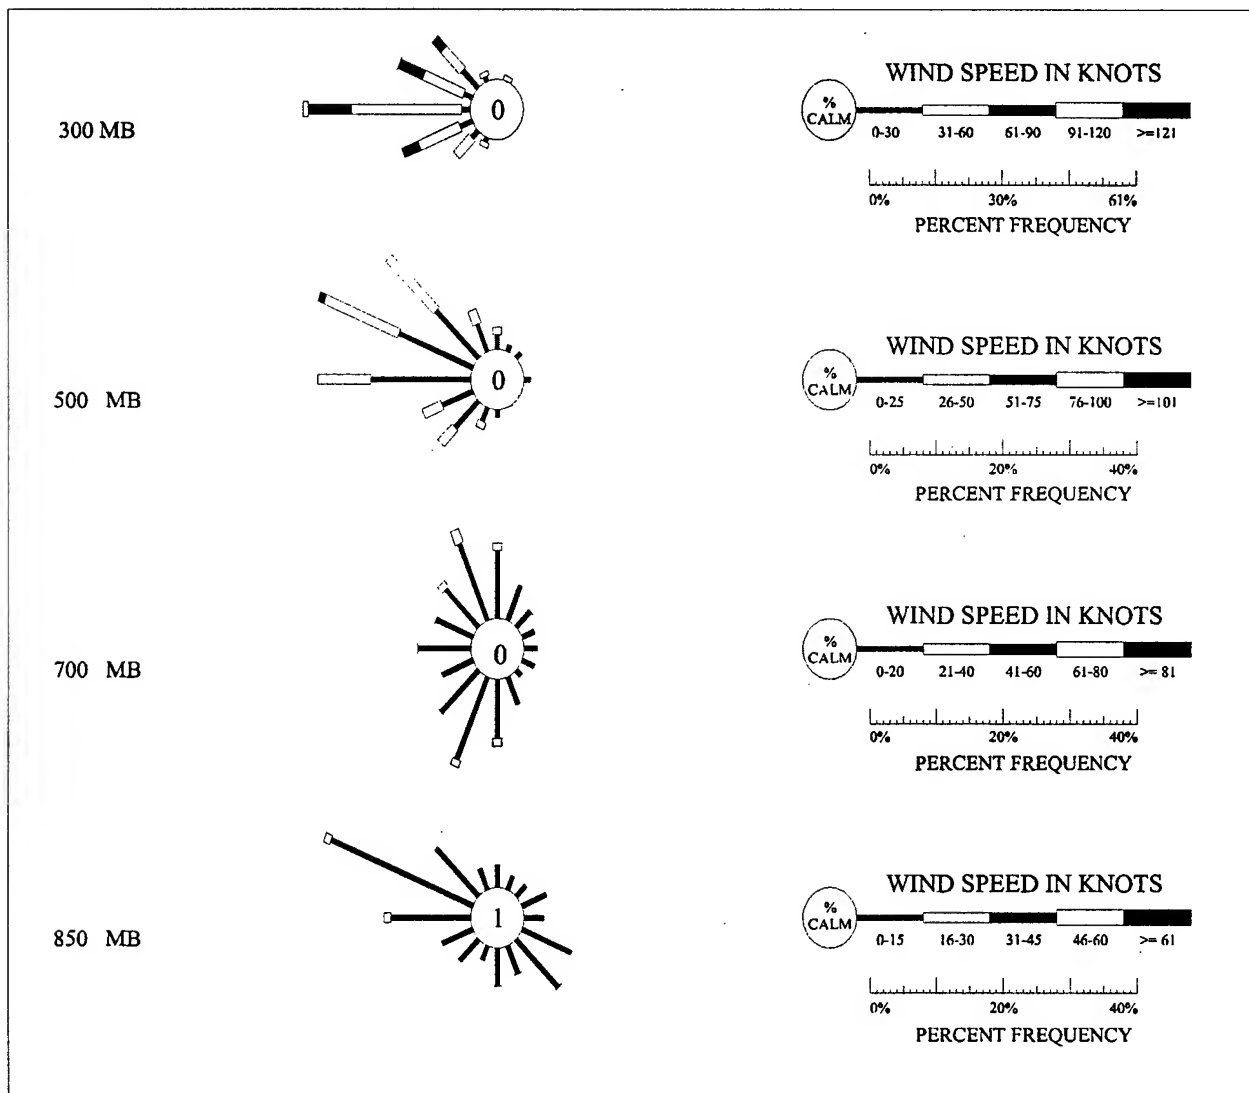 WIND SPEED IN KNOTS
300 MB
0
%
CALM
0-30 31-60 61-90 91-120 >=121
0% 30% 61%
PERCENT FREQUENCY
WIND SPEED IN KNOTS
500 MB
0
%
CALM
0-25 26-50 51-75 76-100 >=101
0% 20% 40%
PERCENT FREQUENCY
WIND SPEED IN KNOTS
700 MB
0
%
CALM
0-20 21-40 41-60 61-80 >= 81
0% 20% 40%
PERCENT FREQUENCY
WIND SPEED IN KNOTS
850 MB
1
%
CALM
0-15 16-30 31-45 46-60 >= 61
0% 20% 40%
PERCENT FREQUENCY